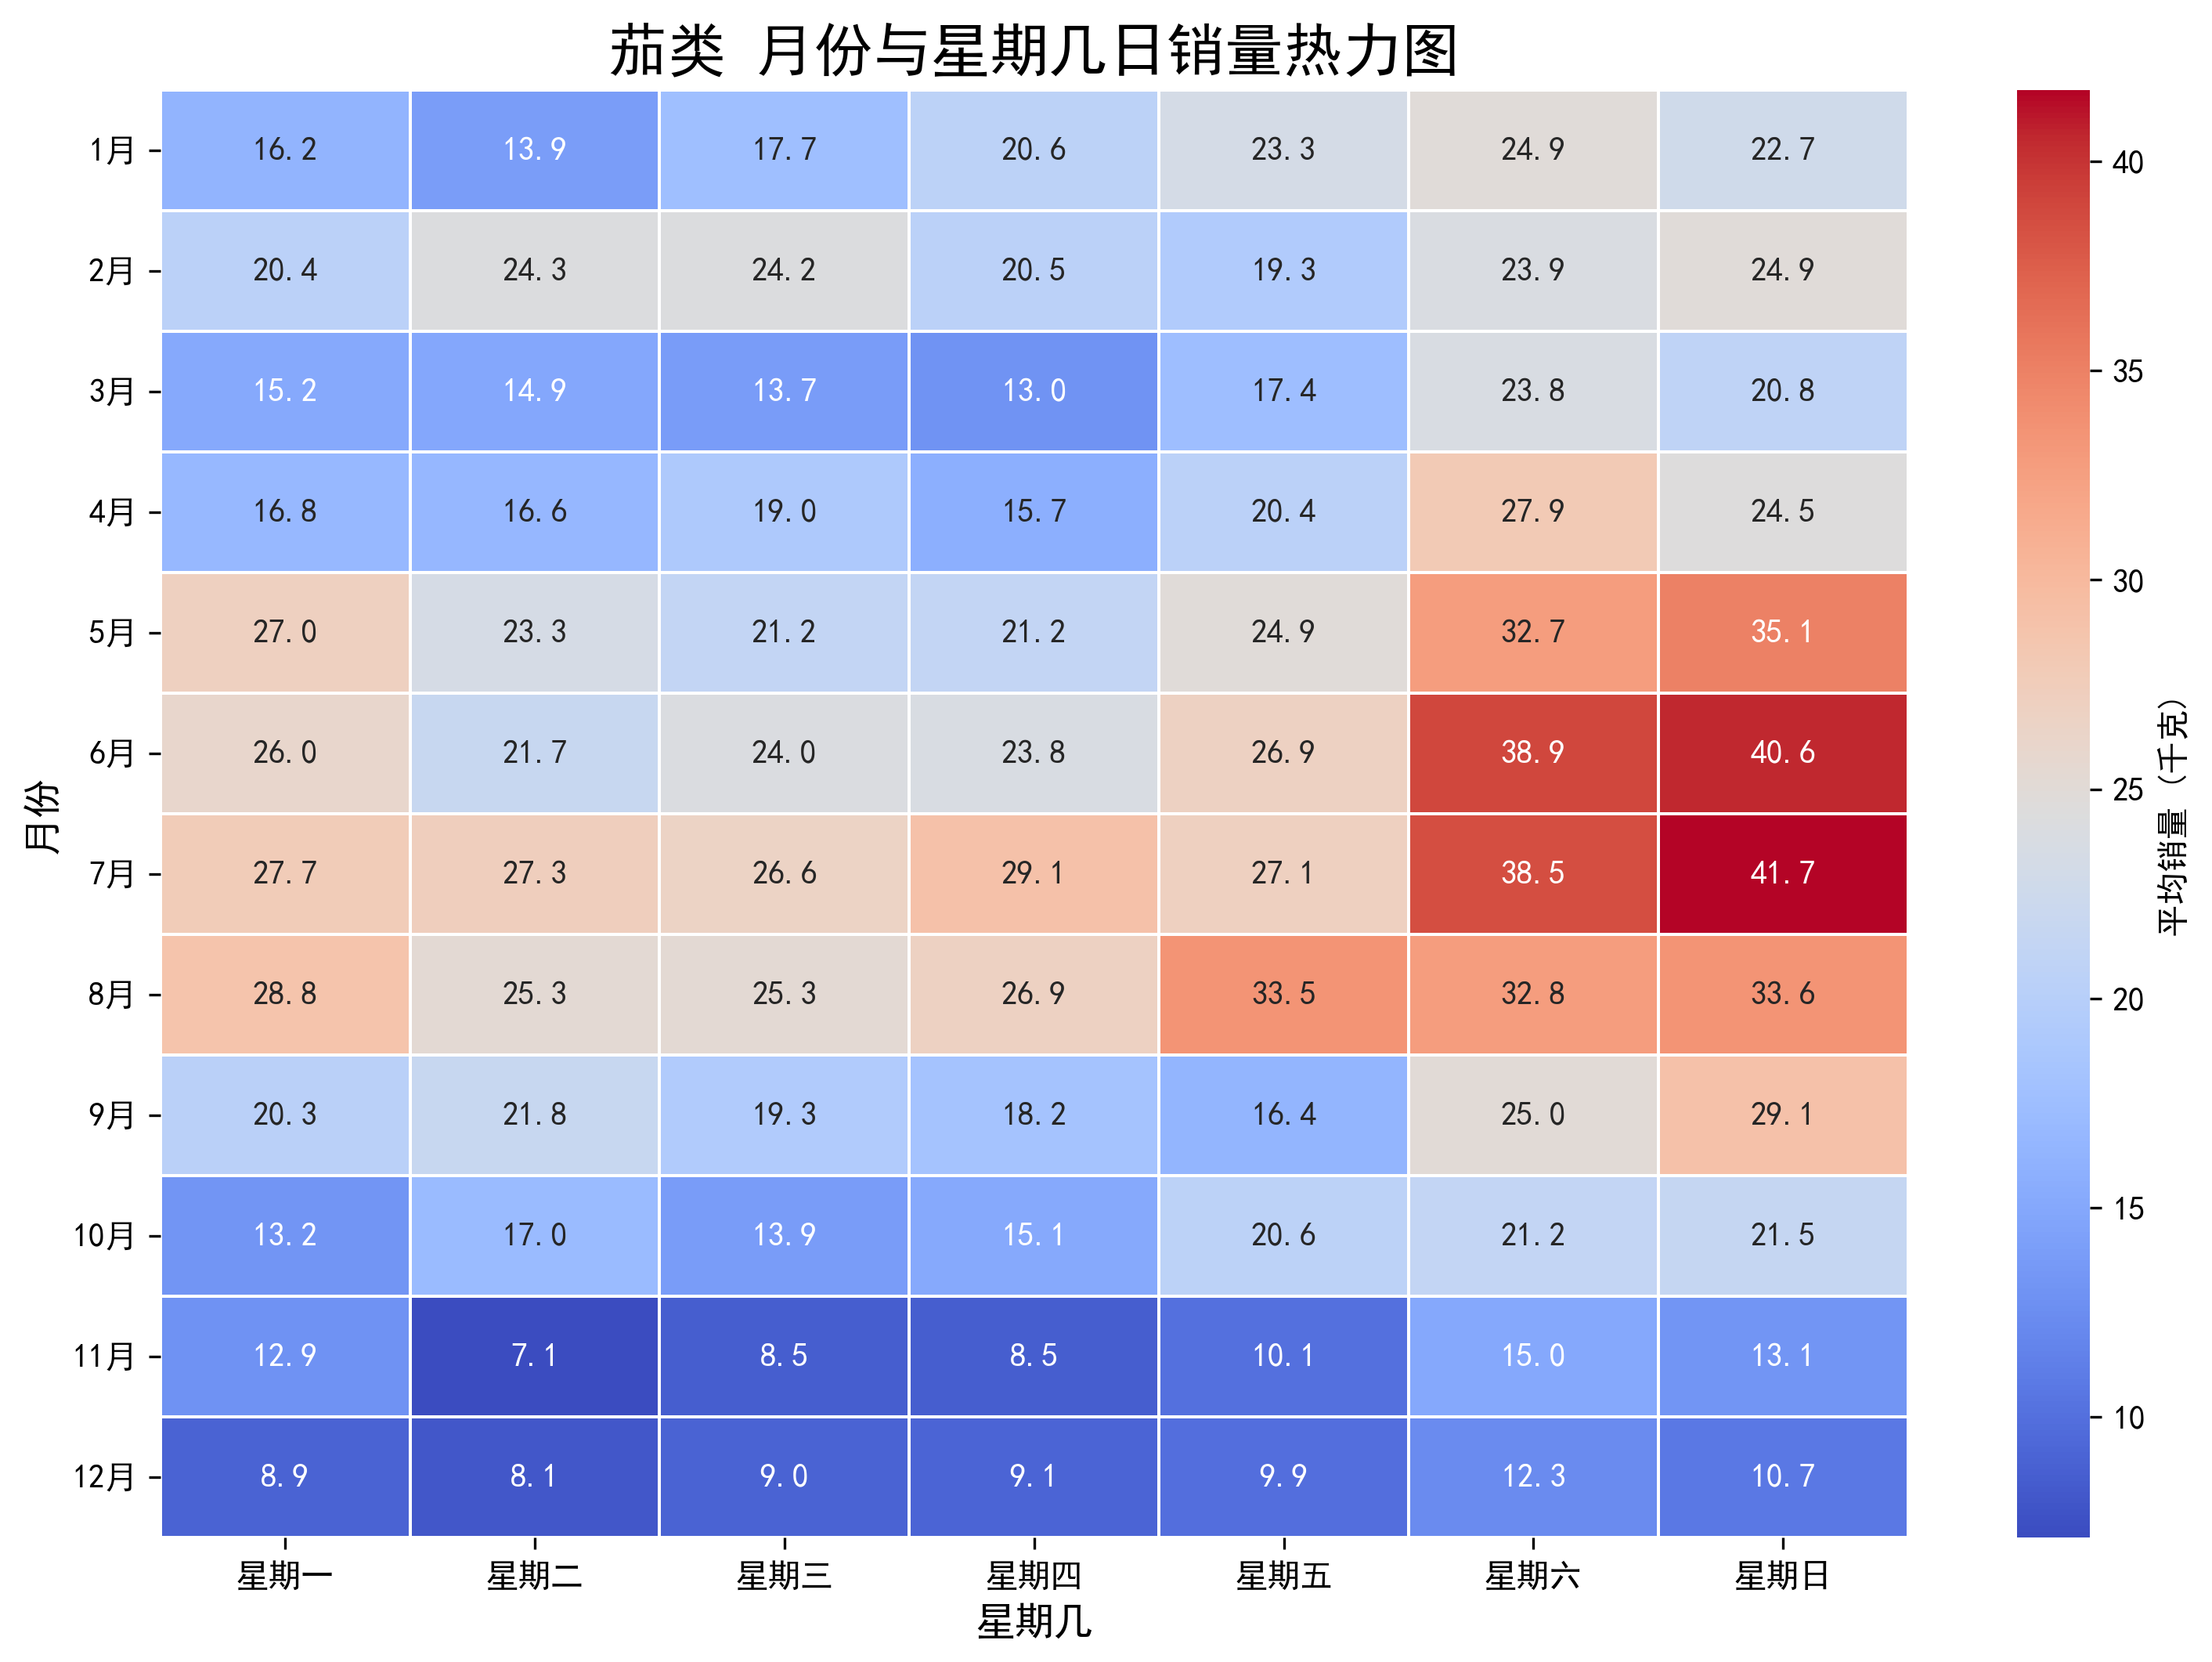 茄类 月份与星期几日销量热力图
1月 16.2 13.9 17.7 20.6 23.3 24.9 22.7
2月 20.4 24.3 24.2 20.5 19.3 23.9 24.9
3月 15.2 14.9 13.7 13.0 17.4 23.8 20.8
4月 16.8 16.6 19.0 15.7 20.4 27.9 24.5
5月 27.0 23.3 21.2 21.2 24.9 32.7 35.1
6月 26.0 21.7 24.0 23.8 26.9 38.9 40.6
7月 27.7 27.3 26.6 29.1 27.1 38.5 41.7
8月 28.8 25.3 25.3 26.9 33.5 32.8 33.6
9月 20.3 21.8 19.3 18.2 16.4 25.0 29.1
10月 13.2 17.0 13.9 15.1 20.6 21.2 21.5
11月 12.9 7.1 8.5 8.5 10.1 15.0 13.1
12月 8.9 8.1 9.0 9.1 9.9 12.3 10.7
星期一 星期二 星期三 星期四 星期五 星期六 星期日
星期几
月份
40
35
30
25
20
15
10
平均销量（千克）